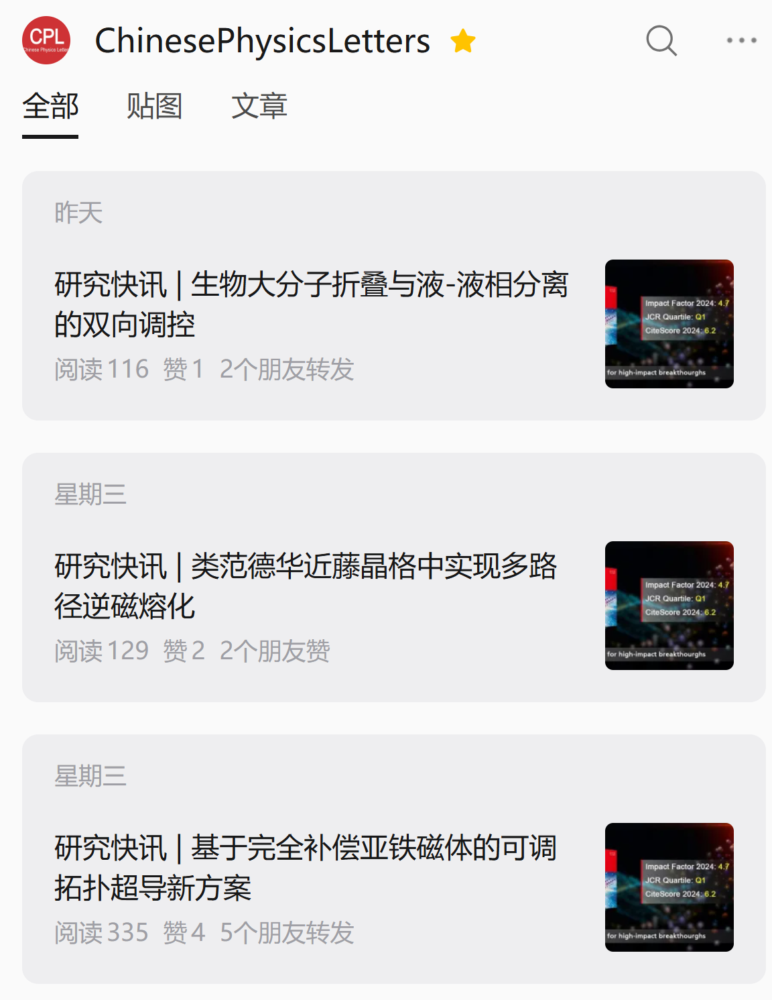 CPL
Chinese Physics Letter
ChinesePhysicsLetters
全部 贴图 文章
昨天
研究快讯 | 生物大分子折叠与液-液相分离
的双向调控
阅读 116 赞 1 2个朋友转发
Impact Factor 2024: 4.7
JCR Quartile: Q1
CiteScore 2024: 6.2
for high-impact breakthourghs
星期三
研究快讯 | 类范德华近藤晶格中实现多路
径逆磁熔化
阅读 129 赞 2 2个朋友赞
Impact Factor 2024: 4.7
JCR Quartile: Q1
CiteScore 2024: 6.2
for high-impact breakthourghs
星期三
研究快讯 | 基于完全补偿亚铁磁体的可调
拓扑超导新方案
阅读 335 赞 4 5个朋友转发
Impact Factor 2024: 4.7
JCR Quartile: Q1
CiteScore 2024: 6.2
for high-impact breakthourghs